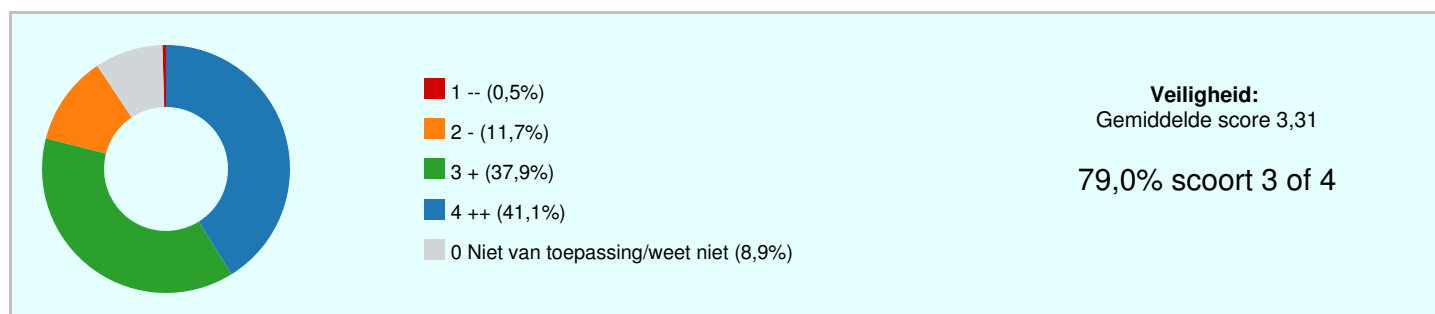 1 -- (0,5%)
2 - (11,7%)
3 + (37,9%)
4 ++ (41,1%)
0 Niet van toepassing/weet niet (8,9%)
Veiligheid:
Gemiddelde score 3,31
79,0% scoort 3 of 4